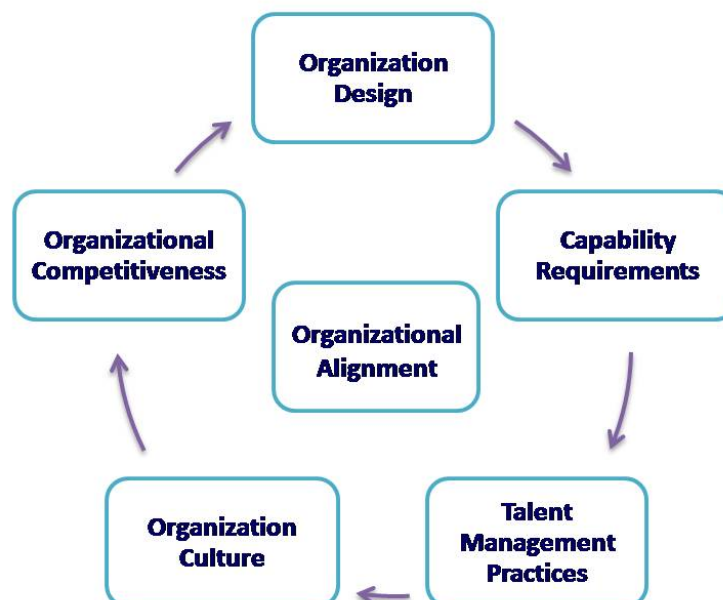 Organization
Design
Organizational
Competitiveness
Capability
Requirements
Organizational
Alignment
Organization
Culture
Talent
Management
Practices